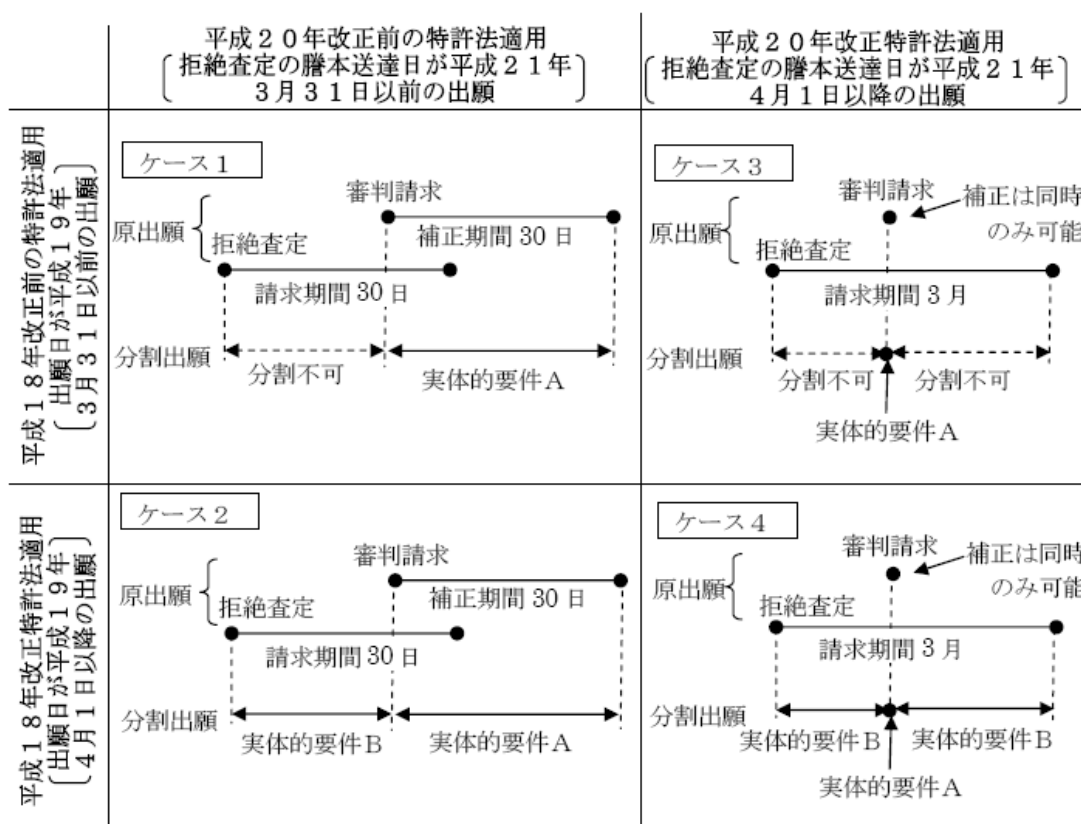 平成２０年改正前の特許法適用
拒絶査定の謄本送達日が平成２１年
３月３１日以前の出願
平成２０年改正特許法適用
拒絶査定の謄本送達日が平成２１年
４月１日以降の出願
平成１８年改正前の特許法適用
出願日が平成１９年
３月３１日以前の出願
ケース１
審判請求
原出願
補正期間 30 日
拒絶査定
請求期間 30 日
分割出願
分割不可
実体的要件Ａ
ケース３
審判請求
補正は同時
のみ可能
原出願
拒絶査定
請求期間 3 月
分割出願
分割不可
分割不可
実体的要件Ａ
平成１８年改正特許法適用
出願日が平成１９年
４月１日以降の出願
ケース２
審判請求
原出願
補正期間 30 日
拒絶査定
請求期間 30 日
分割出願
実体的要件Ｂ
実体的要件Ａ
ケース４
審判請求
補正は同時
のみ可能
原出願
拒絶査定
請求期間 3 月
分割出願
実体的要件Ｂ
実体的要件Ｂ
実体的要件Ａ